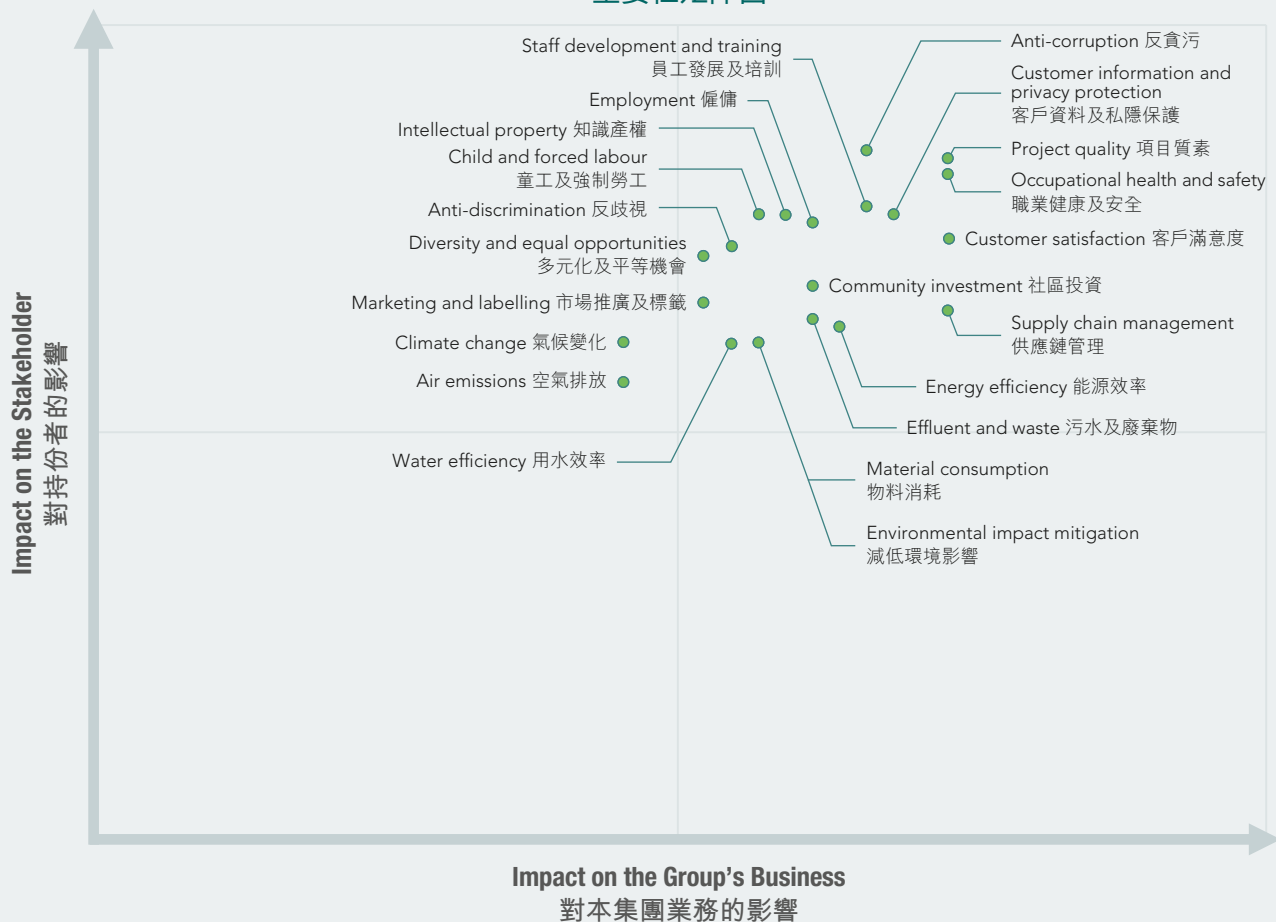 Staff development and training
員工發展及培訓
Employment 僱傭
Intellectual property 知識產權
Child and forced labour
童工及強制勞工
Anti-discrimination 反歧視
Diversity and equal opportunities
多元化及平等機會
Marketing and labelling 市場推廣及標籤
Climate change 氣候變化
Air emissions 空氣排放
Water efficiency 用水效率
Anti-corruption 反貪污
Customer information and
privacy protection
客戶資料及私隱保護
Project quality 項目質素
Occupational health and safety
職業健康及安全
Customer satisfaction 客戶滿意度
Community investment 社區投資
Supply chain management
供應鏈管理
Energy efficiency 能源效率
Effluent and waste 污水及廢棄物
Material consumption
物料消耗
Environmental impact mitigation
減低環境影響
Impact on the Stakeholder
對持份者的影響
Impact on the Group's Business
對本集團業務的影響